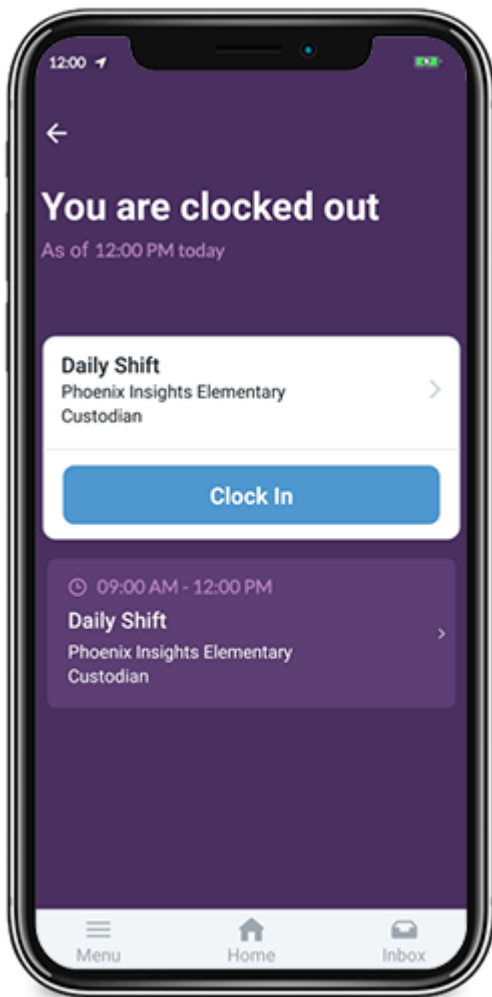 12:00
You are clocked out
As of 12:00 PM today
Daily Shift
Phoenix Insights Elementary
Custodian
Clock In
09:00 AM - 12:00 PM
Daily Shift
Phoenix Insights Elementary
Custodian
Menu Home Inbox